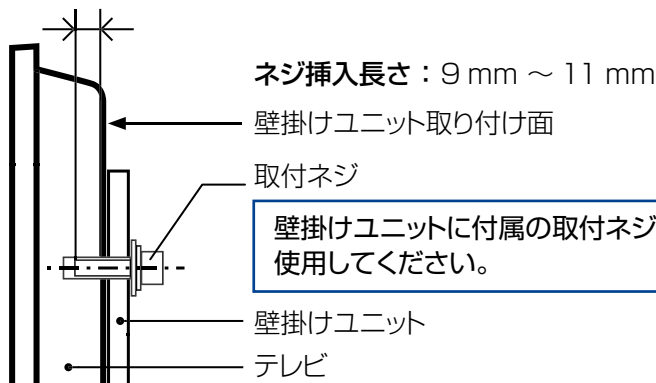 ネジ挿入長さ：9 mm ～ 11 mm
壁掛けユニット取り付け面
取付ネジ
壁掛けユニットに付属の取付ネジ
使用してください。
壁掛けユニット
テレビ